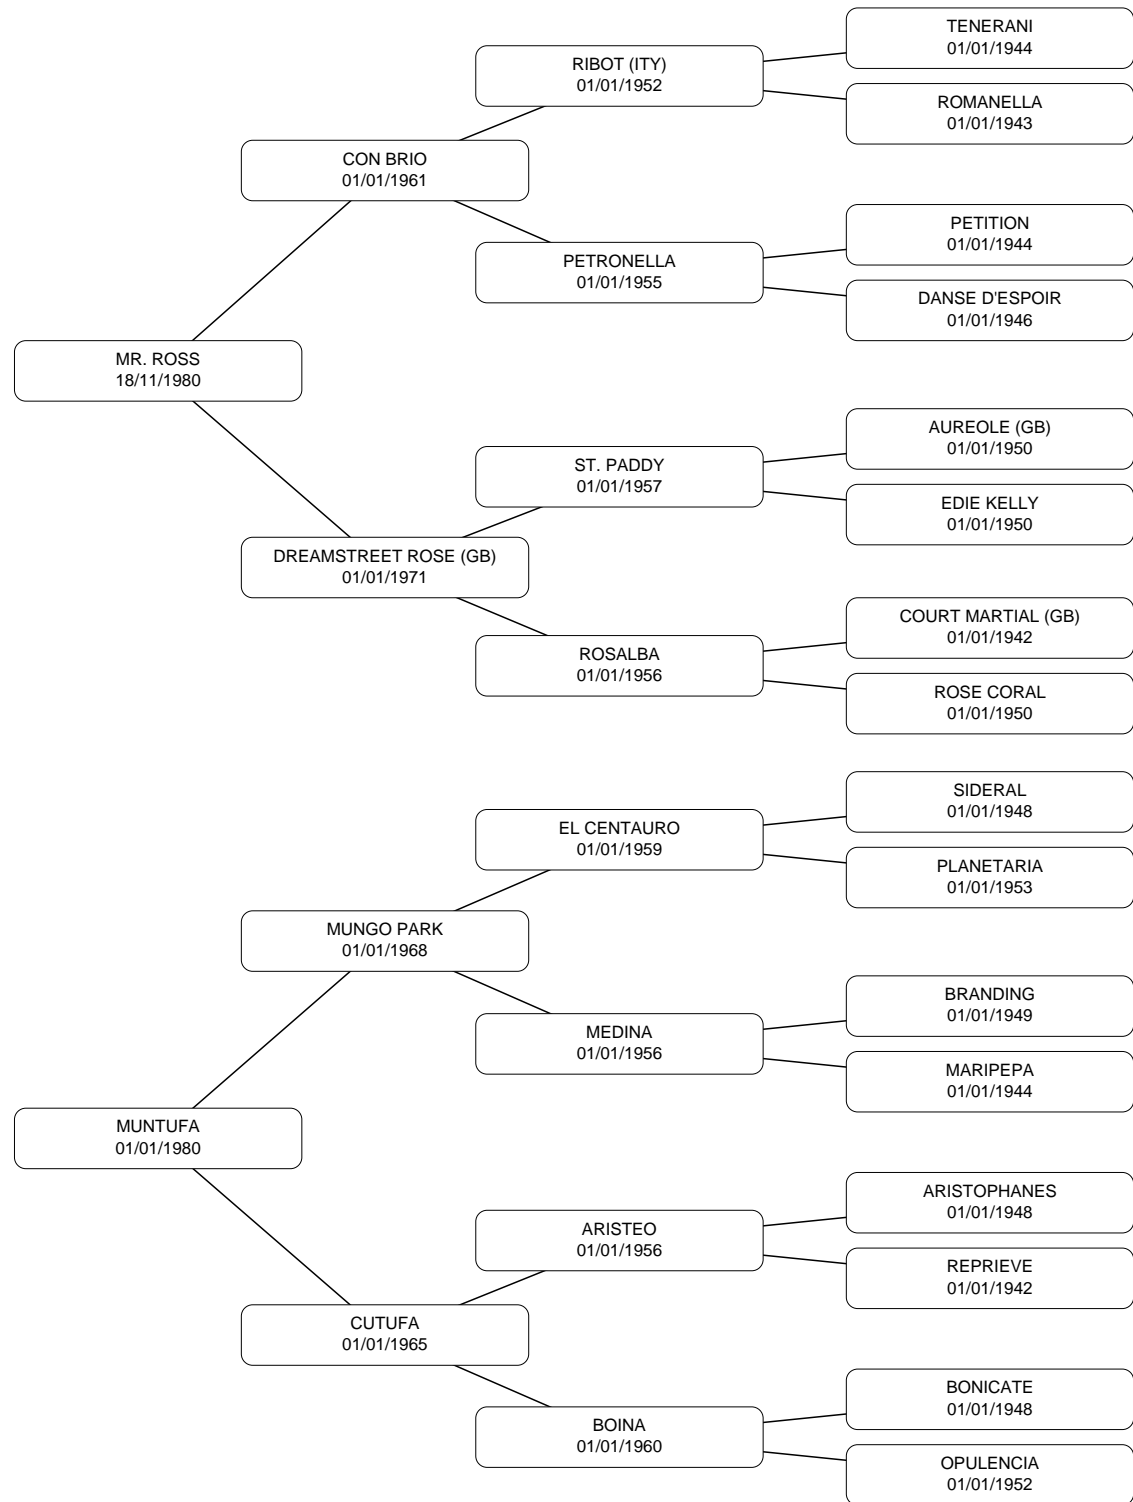 TENERANI
01/01/1944
RIBOT (ITY)
01/01/1952
ROMANELLA
01/01/1943
CON BRIO
01/01/1961
PETITION
01/01/1944
PETRONELLA
01/01/1955
DANSE D'ESPOIR
01/01/1946
MR. ROSS
18/11/1980
AUREOLE (GB)
01/01/1950
ST. PADDY
01/01/1957
EDIE KELLY
01/01/1950
DREAMSTREET ROSE (GB)
01/01/1971
COURT MARTIAL (GB)
01/01/1942
ROSALBA
01/01/1956
ROSE CORAL
01/01/1950
SIDERAL
01/01/1948
EL CENTAURO
01/01/1959
PLANETARIA
01/01/1953
MUNGO PARK
01/01/1968
BRANDING
01/01/1949
MEDINA
01/01/1956
MARIPEPA
01/01/1944
MUNTUFA
01/01/1980
ARISTOPHANES
01/01/1948
ARISTEO
01/01/1956
REPRIEVE
01/01/1942
CUTUFA
01/01/1965
BONICATE
01/01/1948
BOINA
01/01/1960
OPULENCIA
01/01/1952